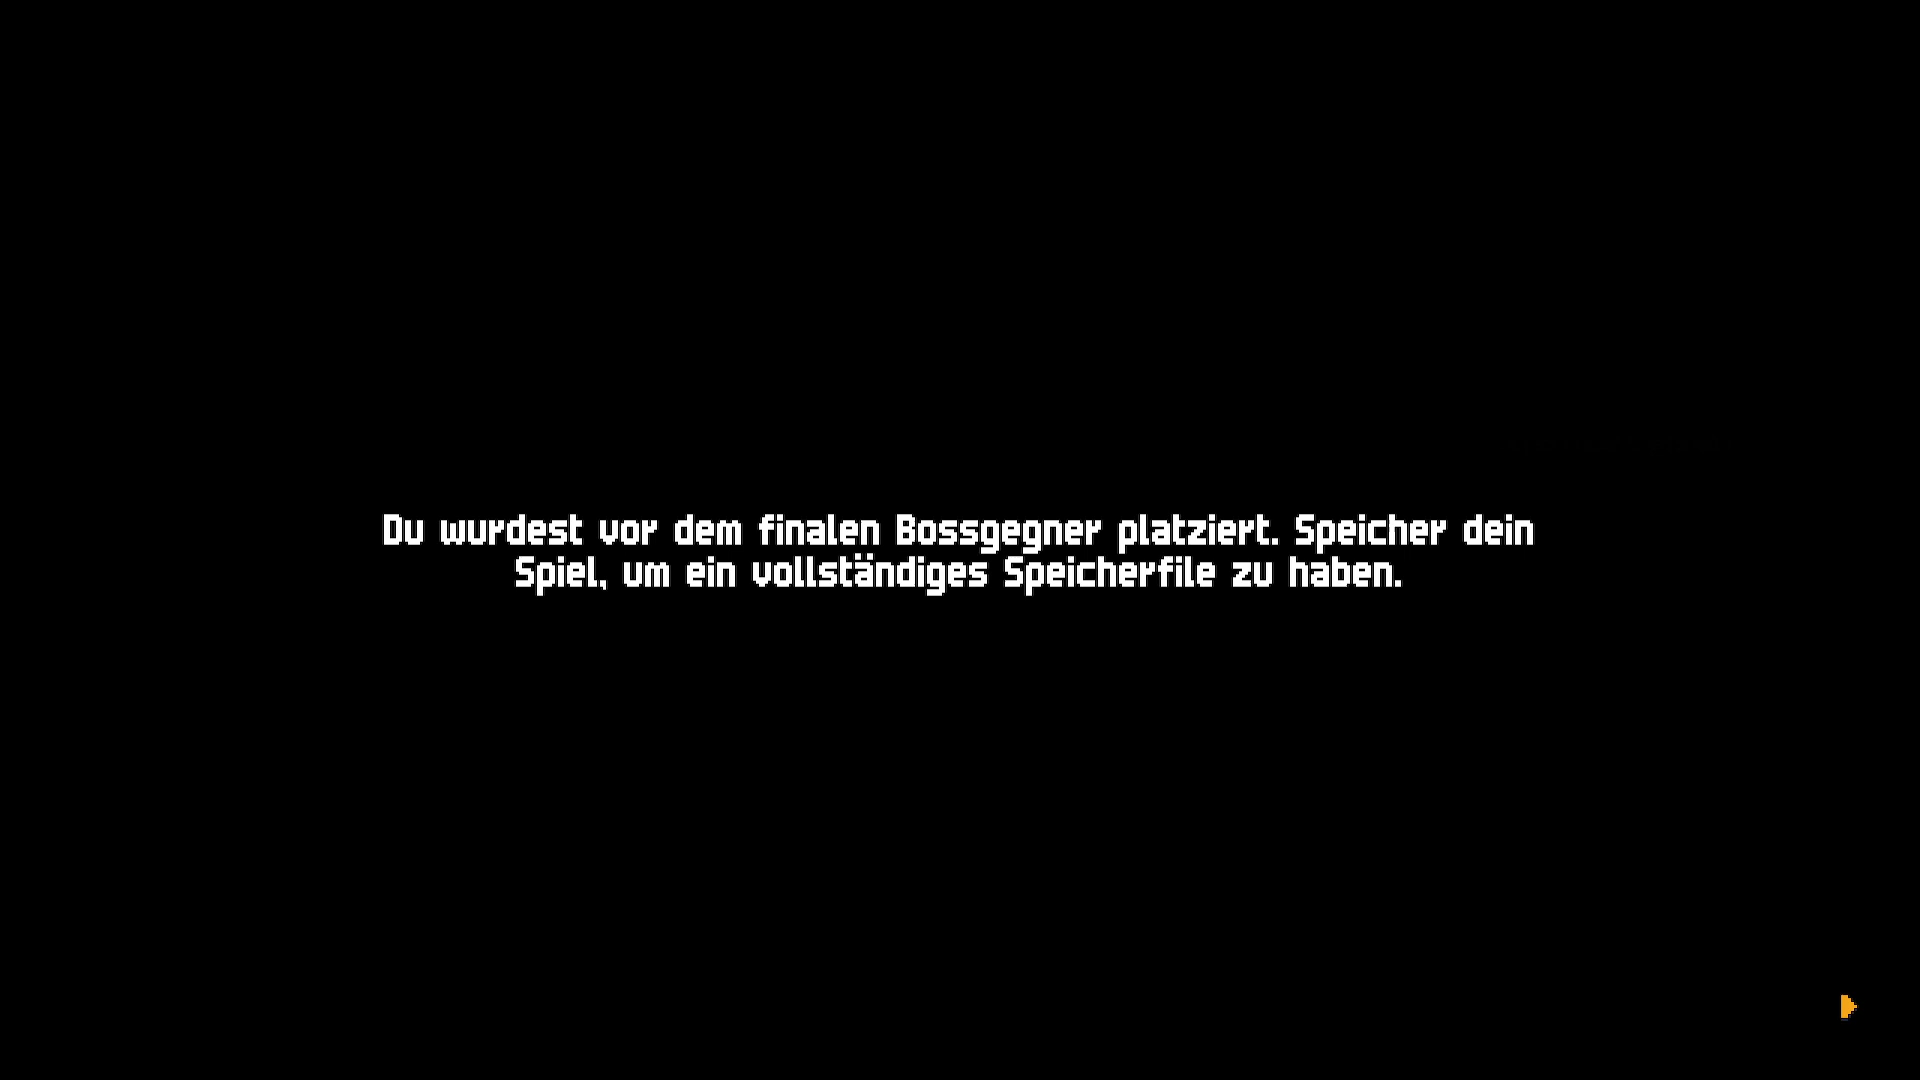 Du wurdest vor dem finalen Bossgegner platziert. Speicher dein
Spiel, um ein vollständiges Speicherfile zu haben.